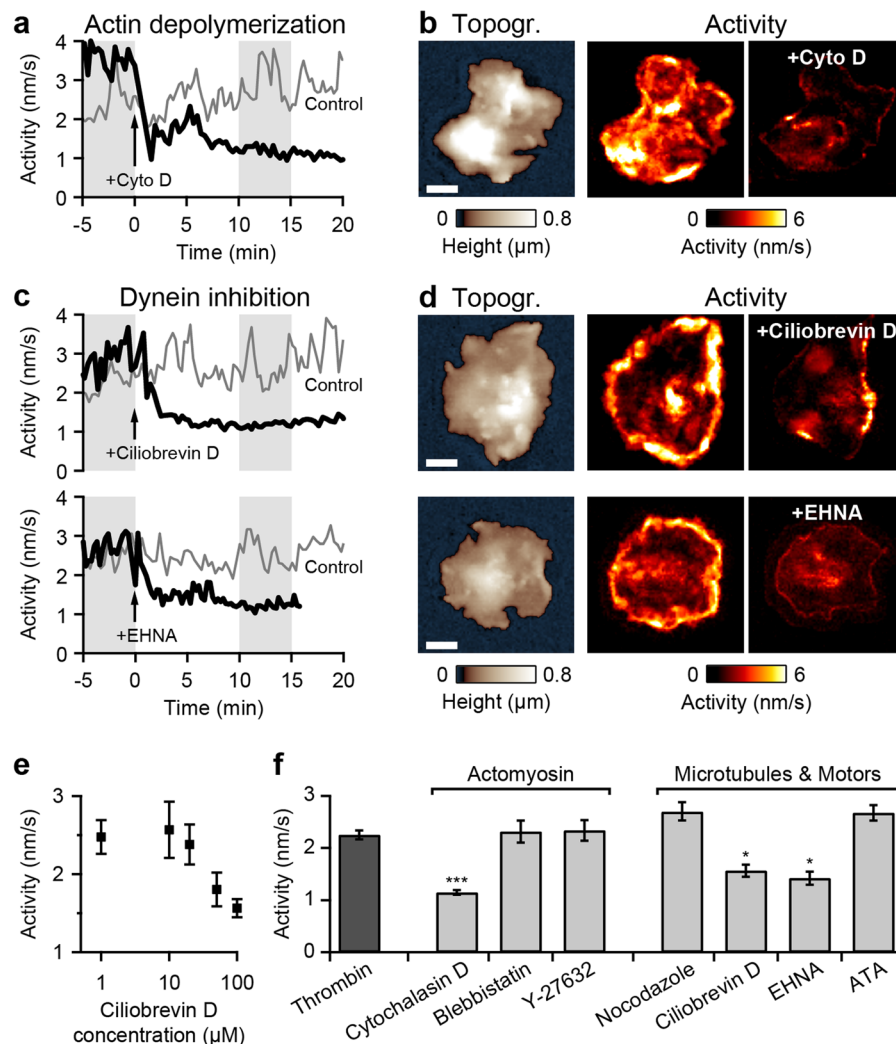 a Actin depolymerization
Activity (nm/s)
4
3
2
1
0
Control
+Cyto D
-5 0 5 10 15 20
Time (min)
b Topogr. Activity
+Cyto D
0 0.8
Height (µm)
0 6
Activity (nm/s)
c Dynein inhibition
Activity (nm/s)
4
3
2
1
0
Control
+Ciliobrevin D
Activity (nm/s)
4
3
2
1
0
Control
+EHNA
-5 0 5 10 15 20
Time (min)
d Topogr. Activity
+Ciliobrevin D
+EHNA
0 0.8
Height (µm)
0 6
Activity (nm/s)
e
Activity (nm/s)
3
2
1
1 10 100
Ciliobrevin D
concentration (µM)
f
Actomyosin Microtubules & Motors
Activity (nm/s)
3
2
1
0
*** * *
Thrombin
Cytochalasin D
Blebbistatin
Y-27632
Nocodazole
Ciliobrevin D
EHNA
ATA